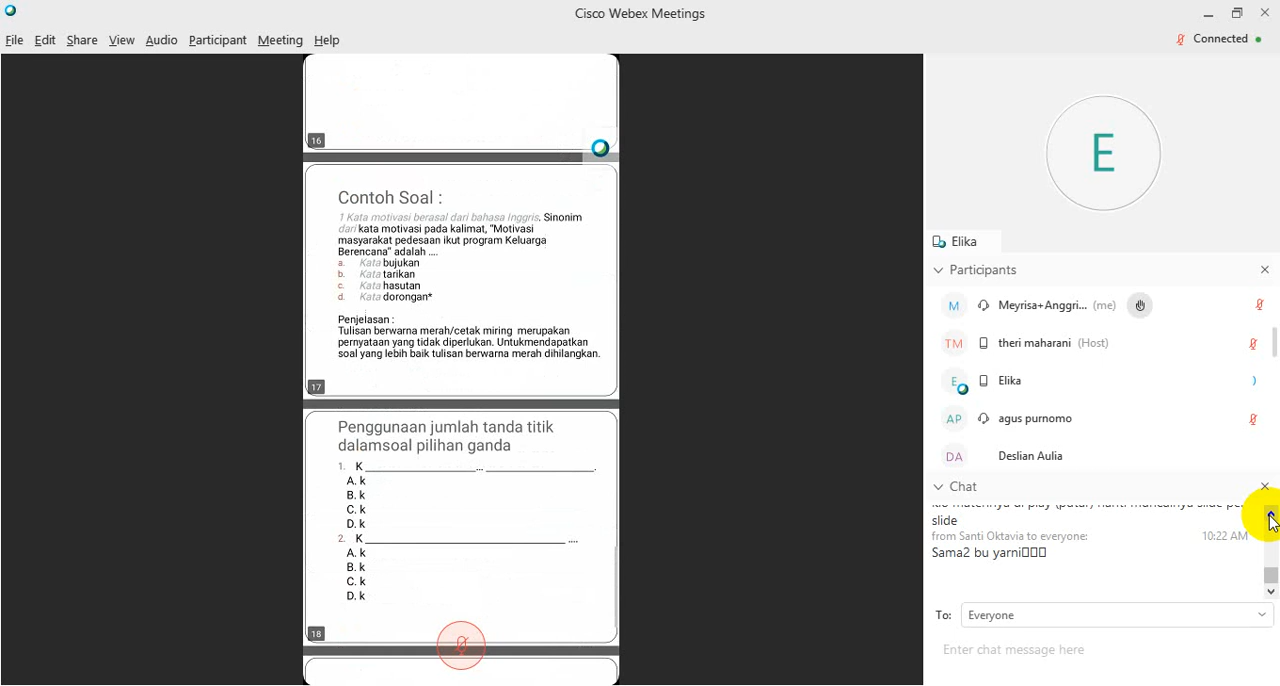 Cisco Webex Meetings
File Edit Share View Audio Participant Meeting Help
Connected
16
Contoh Soal :
1 Kata motivasi berasal dari bahasa Inggris. Sinonim
dari kata motivasi pada kalimat, "Motivasi
masyarakat pedesaan ikut program Keluarga
Berencana" adalah ....
a. Kata bujukan
b. Kata tarikan
c. Kata hasutan
d. Kata dorongan*
Penjelasan :
Tulisan berwarna merah/cetak miring merupakan
pernyataan yang tidak diperlukan. Untukmendapatkan
soal yang lebih baik tulisan berwarna merah dihilangkan.
17
Penggunaan jumlah tanda titik
dalamsoal pilihan ganda
1. K ____________________... ____________________.
A. k
B. k
C. k
D. k
2. K ____________________________________ ....
A. k
B. k
C. k
D. k
18
E
Elika
Participants
M Meyrisa+Anggri... (me)
TM theri maharani (Host)
E Elika
AP agus purnomo
DA Deslian Aulia
Chat
slide
from Santi Oktavia to everyone: 10:22 AM
Sama2 bu yarni
To: Everyone
Enter chat message here